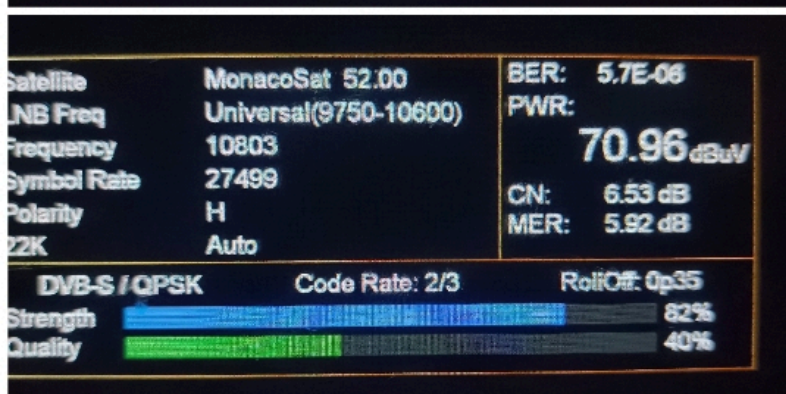 Satellite MonacoSat 52.00
LNB Freq Universal(9750-10600)
Frequency 10803
Symbol Rate 27499
Polarity H
22K Auto
BER: 5.7E-06
PWR:
70.96 dBuV
CN: 6.53 dB
MER: 5.92 dB
DVB-S / QPSK Code Rate: 2/3 RollOff: 0p35
Strength 82%
Quality 40%